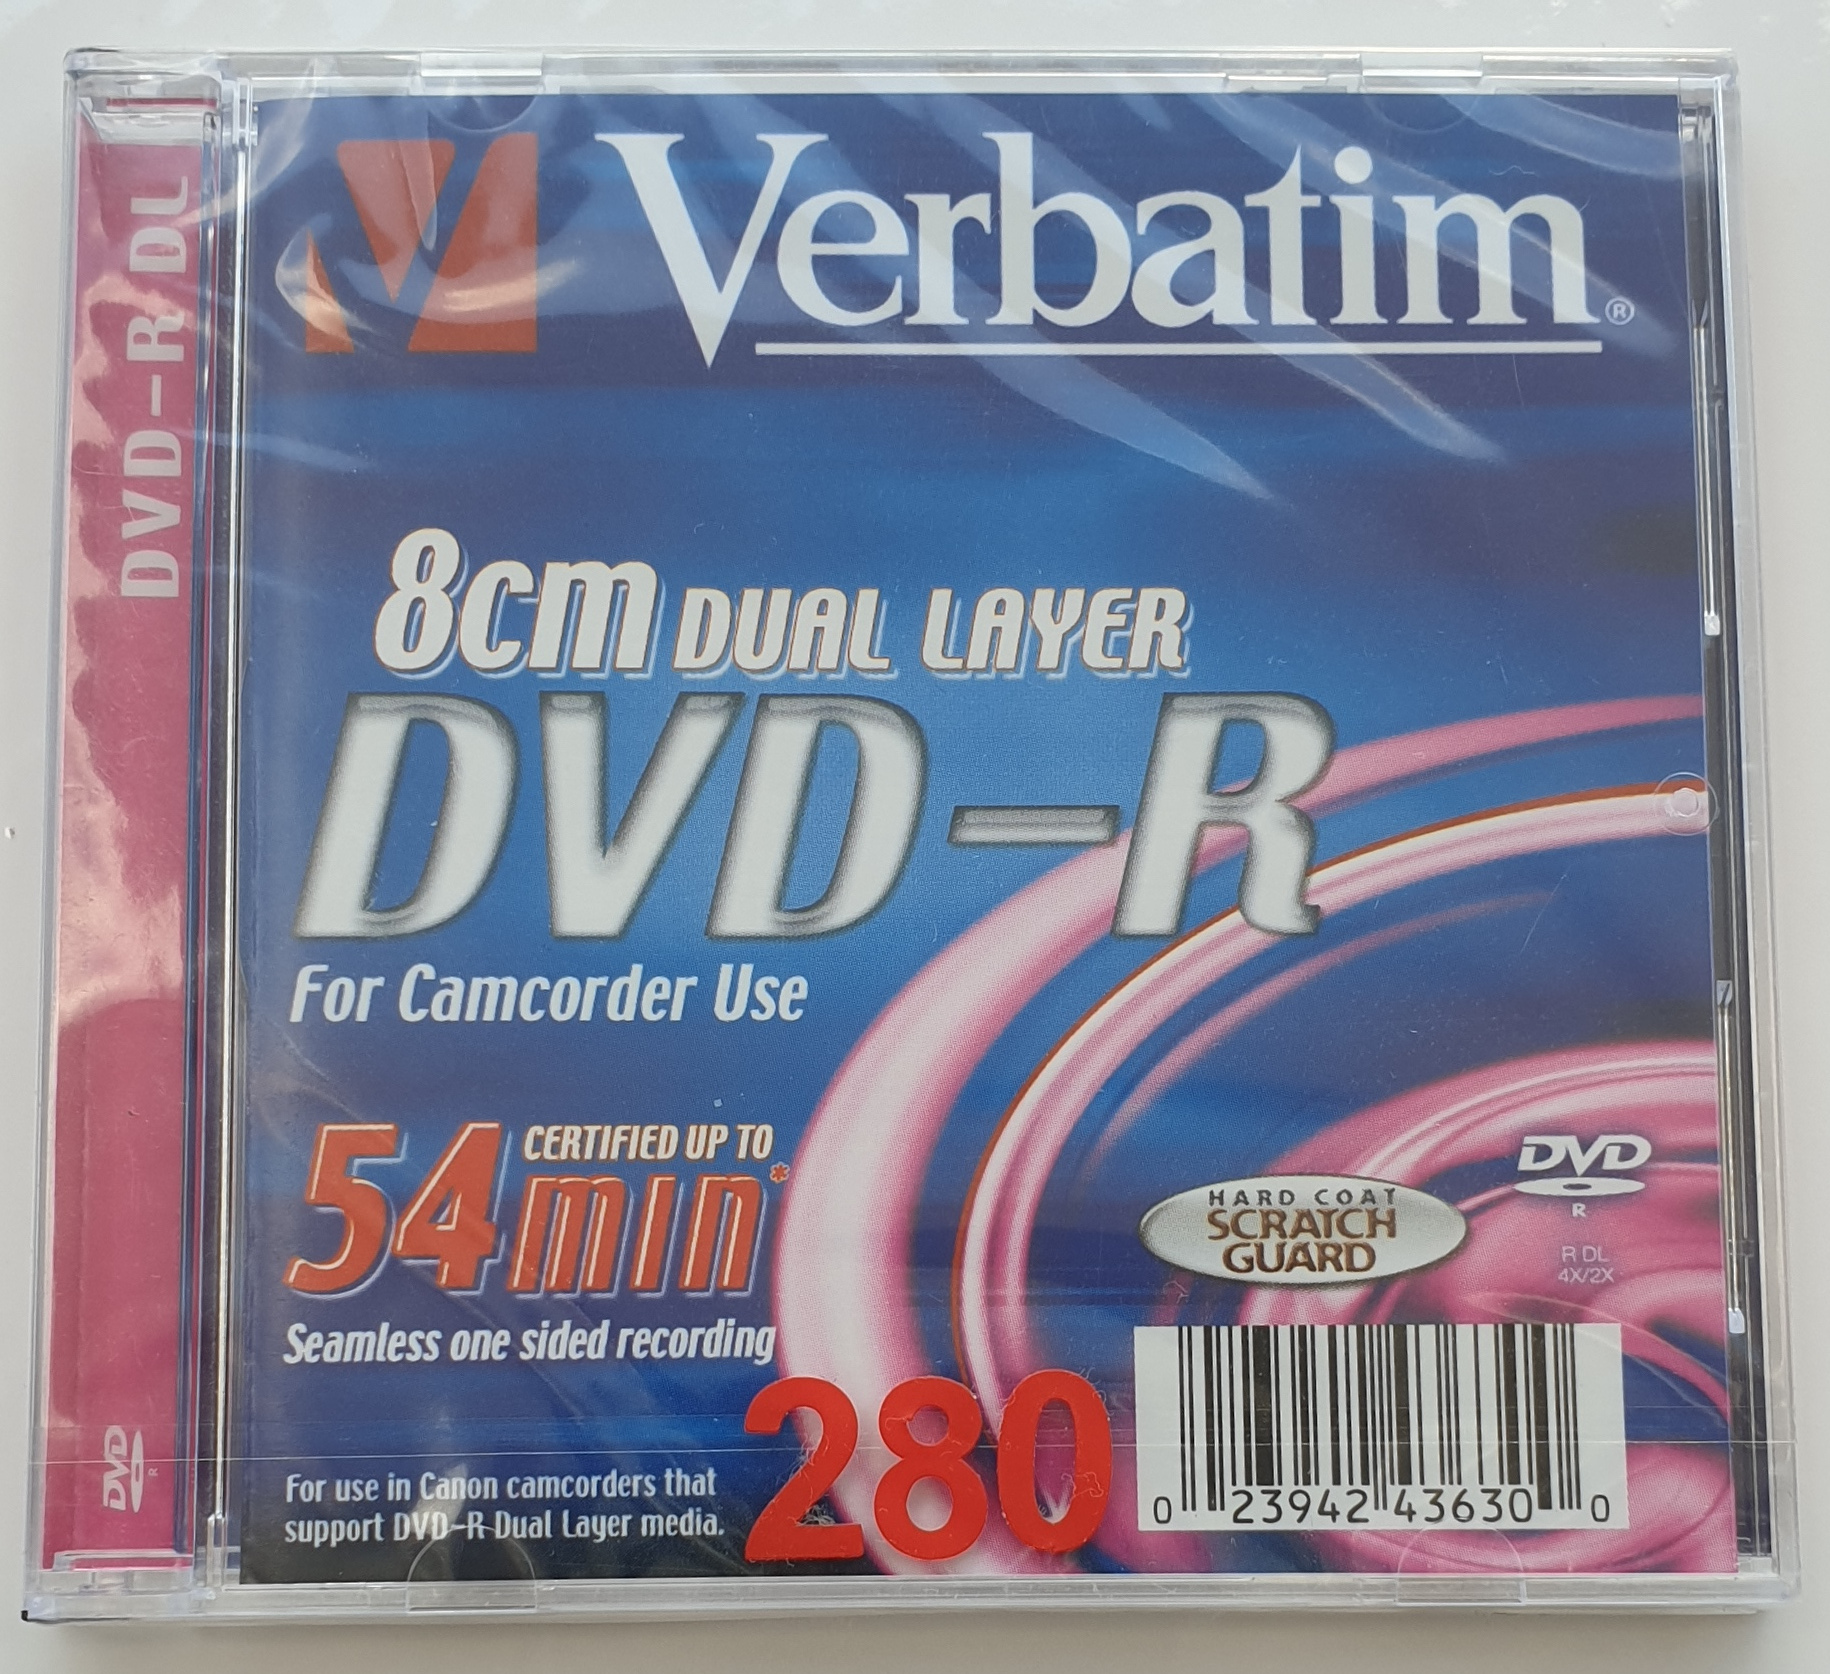 DVD-R DL
Verbatim®
8cm DUAL LAYER
DVD-R
For Camcorder Use
CERTIFIED UP TO
54min*
Seamless one sided recording
HARD COAT
SCRATCH
GUARD
DVD
R
R DL
4X/2X
280
For use in Canon camcorders that
support DVD-R Dual Layer media.
0 23942 43630 0
DVD
R